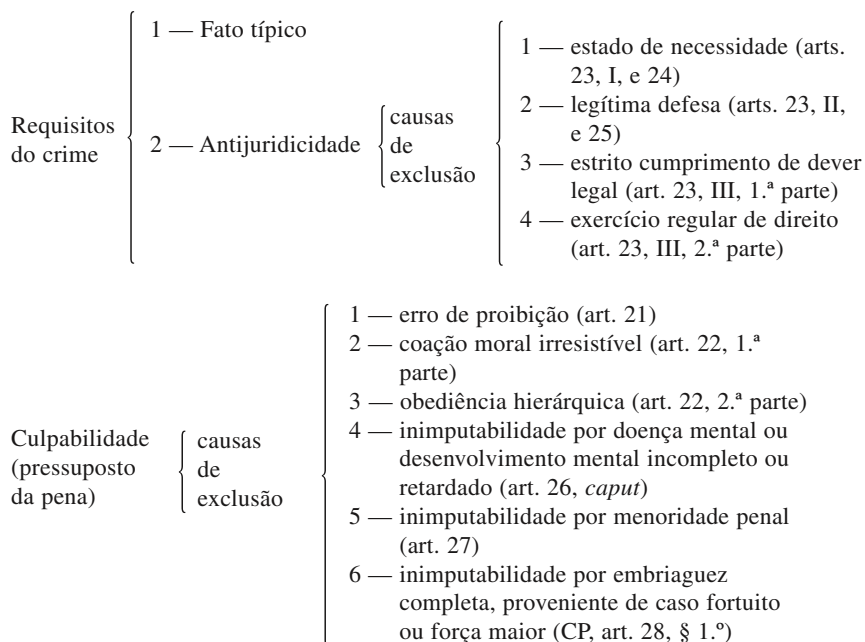 Requisitos
do crime
1 — Fato típico
2 — Antijuridicidade
causas
de
exclusão
1 — estado de necessidade (arts.
23, I, e 24)
2 — legítima defesa (arts. 23, II,
e 25)
3 — estrito cumprimento de dever
legal (art. 23, III, 1.ª parte)
4 — exercício regular de direito
(art. 23, III, 2.ª parte)
Culpabilidade
(pressuposto
da pena)
causas
de
exclusão
1 — erro de proibição (art. 21)
2 — coação moral irresistível (art. 22, 1.ª
parte)
3 — obediência hierárquica (art. 22, 2.ª parte)
4 — inimputabilidade por doença mental ou
desenvolvimento mental incompleto ou
retardado (art. 26, caput)
5 — inimputabilidade por menoridade penal
(art. 27)
6 — inimputabilidade por embriaguez
completa, proveniente de caso fortuito
ou força maior (CP, art. 28, § 1.º)